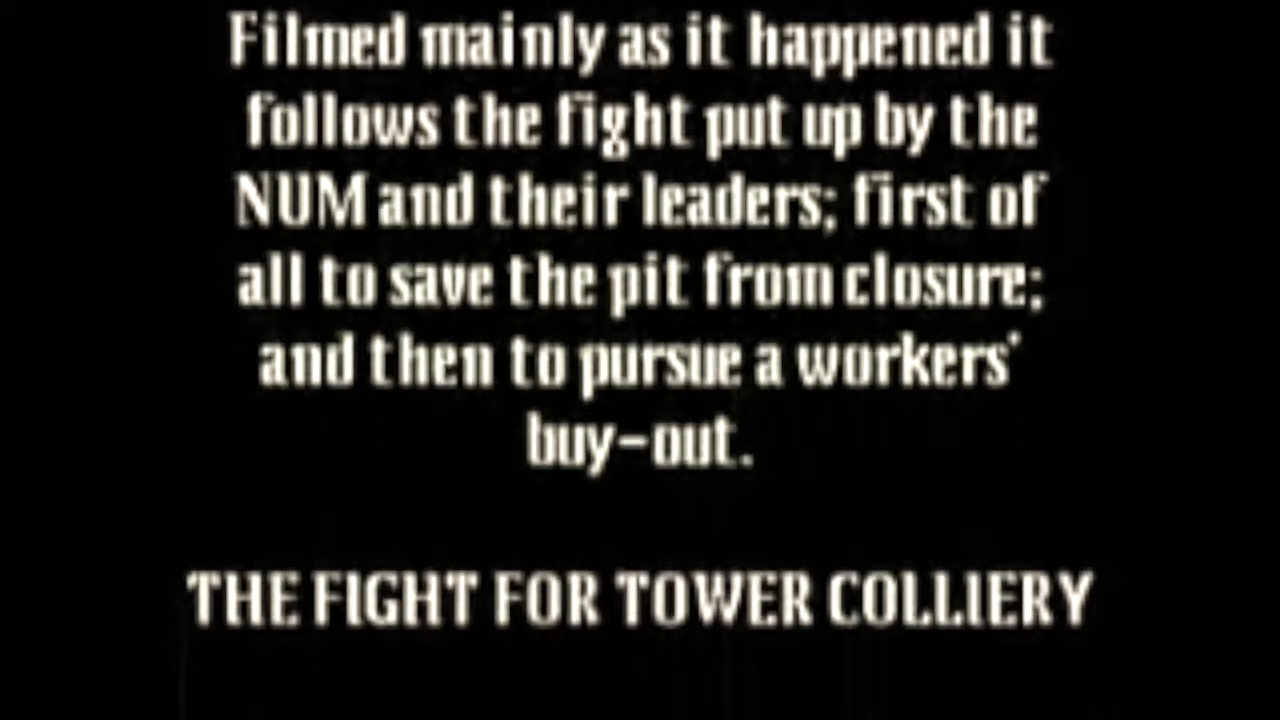 Filmed mainly as it happened it
follows the fight put up by the
NUM and their leaders; first of
all to save the pit from closure;
and then to pursue a workers'
buy-out.
THE FIGHT FOR TOWER COLLIERY